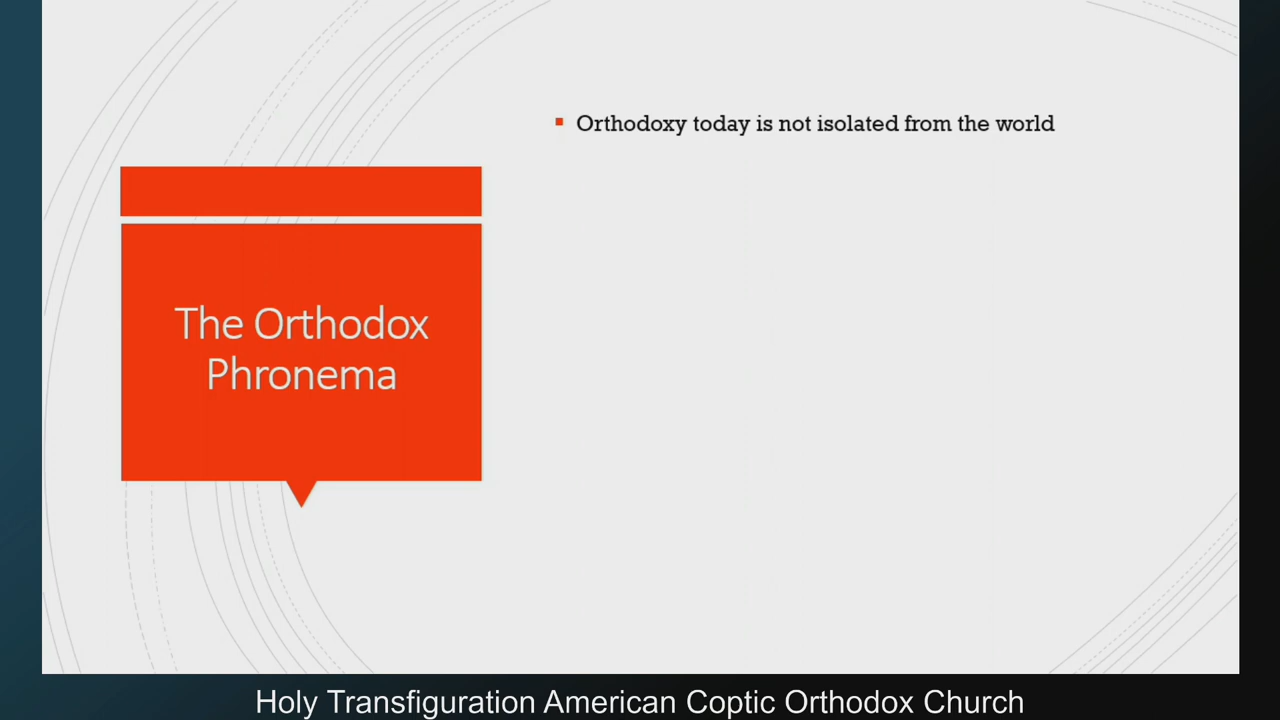 Orthodoxy today is not isolated from the world
The Orthodox
Phronema
Holy Transfiguration American Coptic Orthodox Church